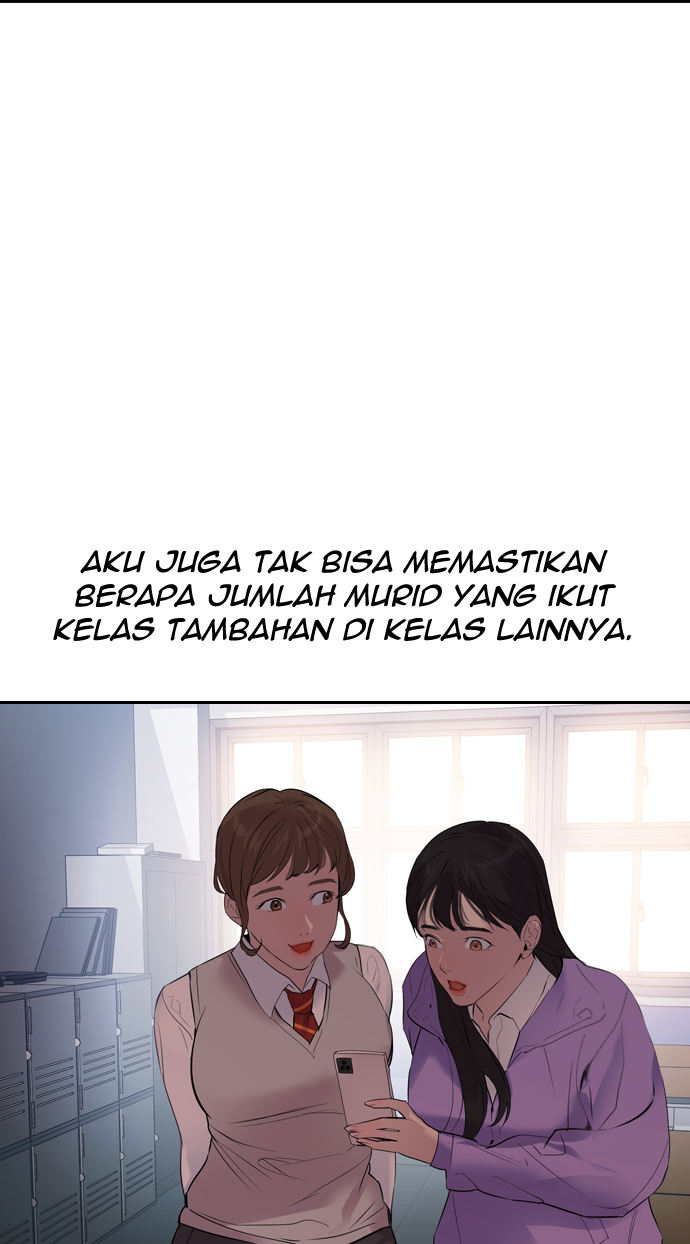 AKU JUGA TAK BISA MEMASTIKAN
BERAPA JUMLAH MURID YANG IKUT
KELAS TAMBAHAN DI KELAS LAINNYA.